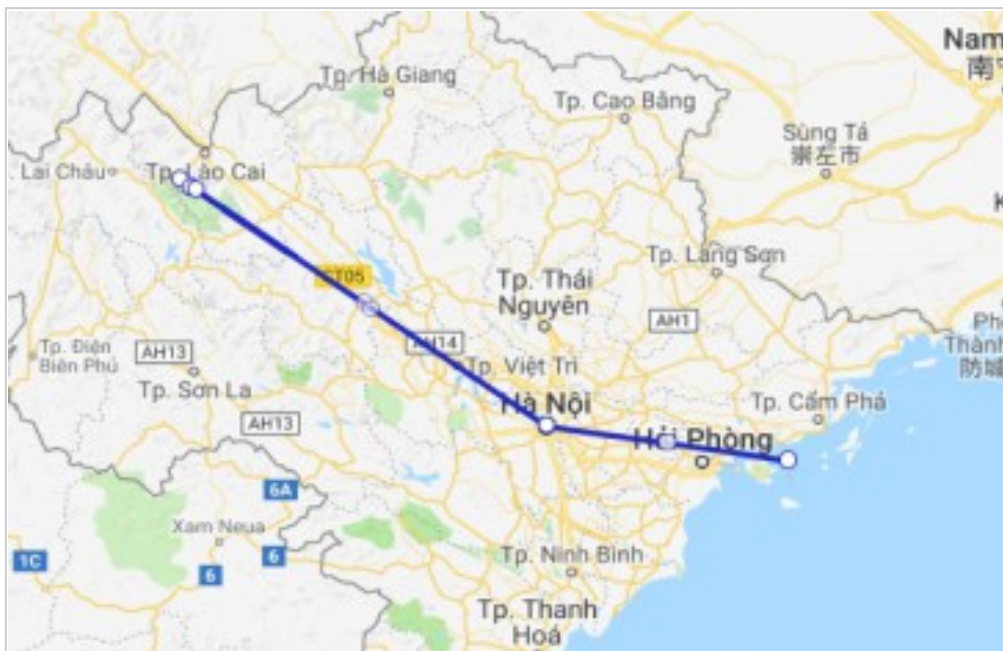 Nam
南
Tp. Hà Giang
Tp. Cao Bằng
Sùng Tả
崇左市
Lai Châu
Tp. Lào Cai
K
Tp. Lạng Sơn
CT05
Tp. Thái
Nguyên
AH1
AH14
Tp. Điện
Biên Phủ
AH13
Tp. Việt Trì
Thành
防城
Tp. Sơn La
Hà Nội
Tp. Cẩm Phả
AH13
Hải Phòng
6A
Xam Neua
1C
6
6
Tp. Ninh Bình
Tp. Thanh
Hoá